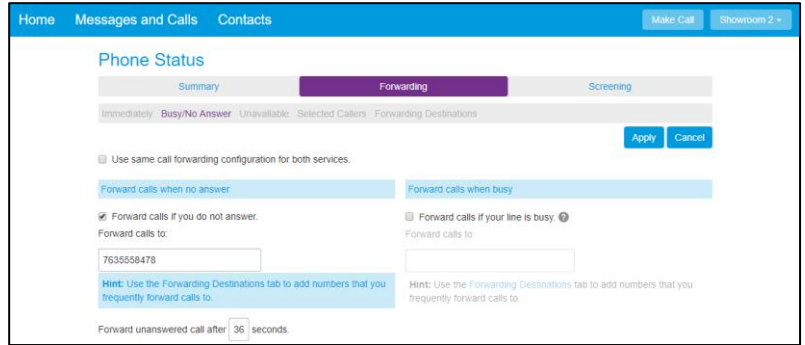 Home Messages and Calls Contacts Make Call Showroom 2
Phone Status
Summary Forwarding Screening
Immediately Busy/No Answer Unavailable Selected Callers Forwarding Destinations
Apply Cancel
Use same call forwarding configuration for both services.
Forward calls when no answer
Forward calls if you do not answer.
Forward calls to:
7635558478
Hint: Use the Forwarding Destinations tab to add numbers that you
frequently forward calls to.
Forward unanswered call after 36 seconds.
Forward calls when busy
Forward calls if your line is busy. ?
Forward calls to:
Hint: Use the Forwarding Destinations tab to add numbers that you
frequently forward calls to.